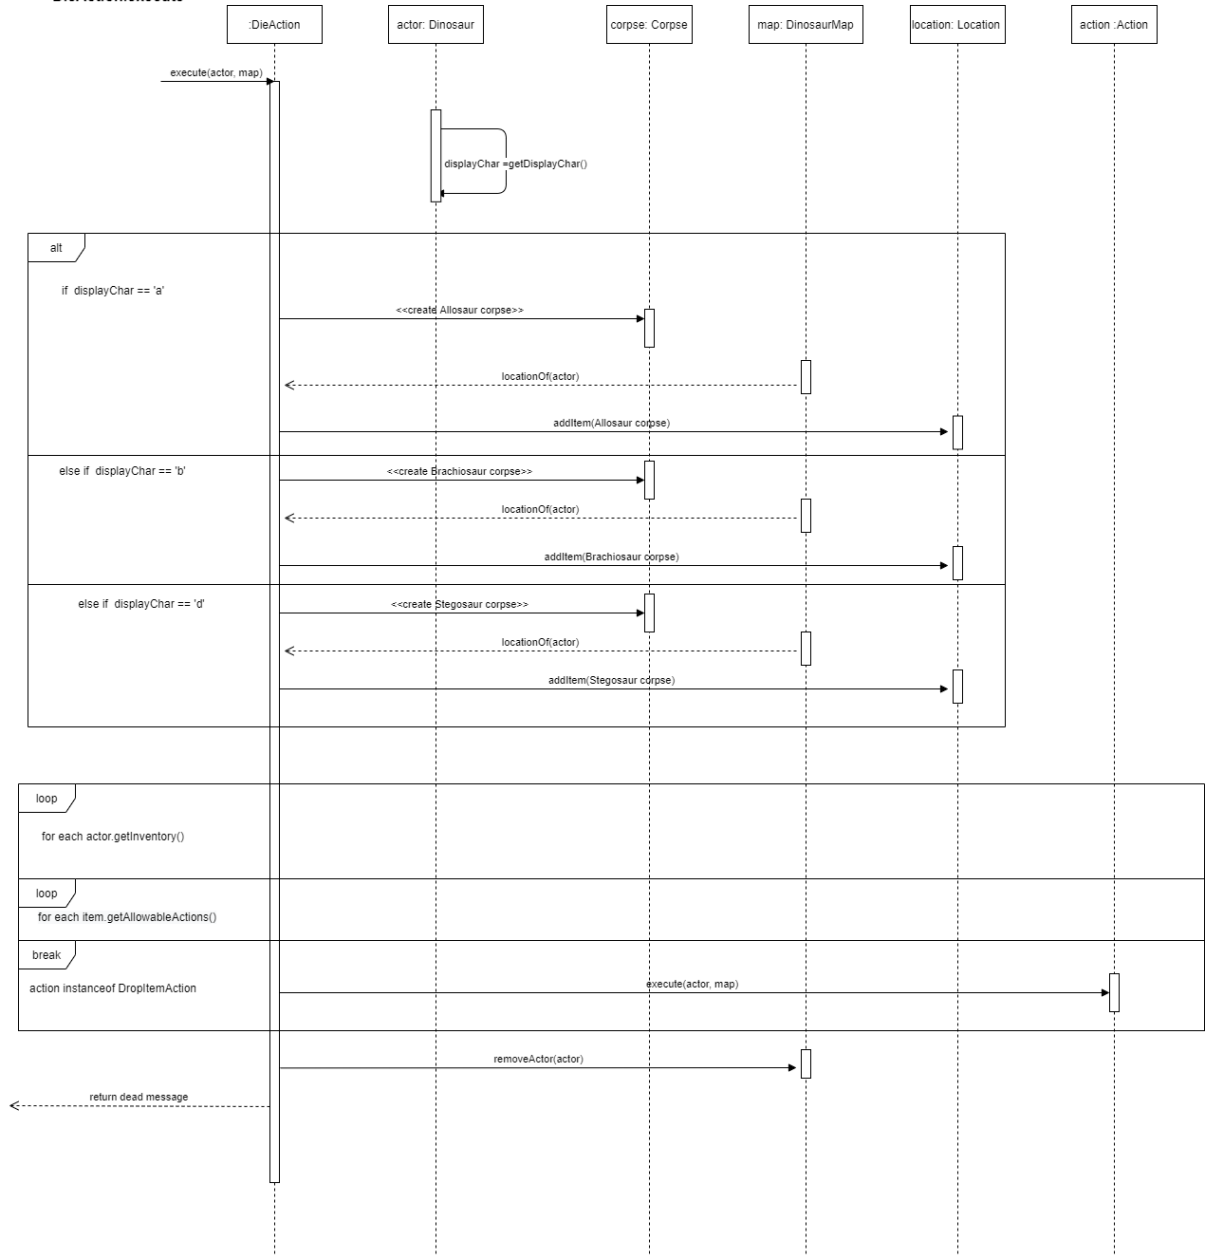 :DieAction
actor: Dinosaur
corpse: Corpse
map: DinosaurMap
location: Location
action :Action
execute(actor, map)
displayChar =getDisplayChar()
alt
if displayChar == 'a'
<<create Allosaur corpse>>
locationOf(actor)
addItem(Allosaur corpse)
else if displayChar == 'b'
<<create Brachiosaur corpse>>
locationOf(actor)
addItem(Brachiosaur corpse)
else if displayChar == 'd'
<<create Stegosaur corpse>>
locationOf(actor)
addItem(Stegosaur corpse)
loop
for each actor.getInventory()
loop
for each item.getAllowableActions()
break
action instanceof DropItemAction
execute(actor, map)
removeActor(actor)
return dead message